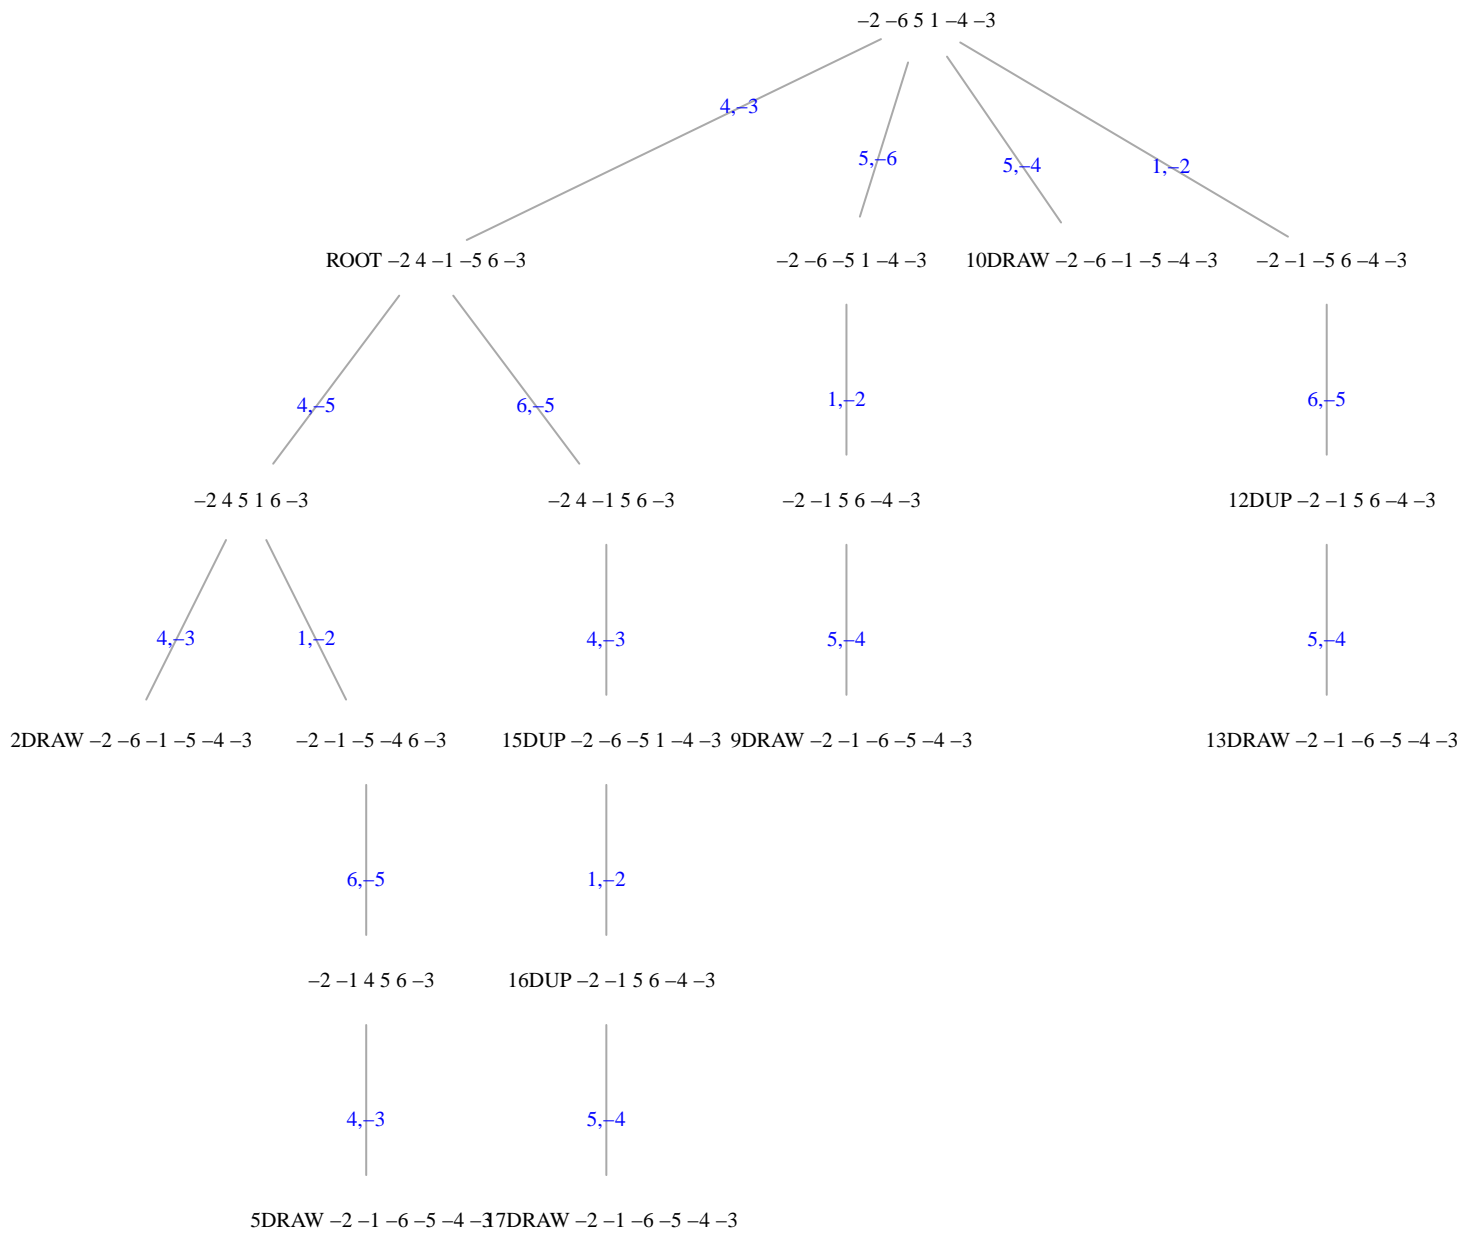 –2 –6 5 1 –4 –3
4,–3
5,–6
5,–4
1,–2
ROOT –2 4 –1 –5 6 –3
–2 –6 –5 1 –4 –3
10DRAW –2 –6 –1 –5 –4 –3
–2 –1 –5 6 –4 –3
4,–5
6,–5
1,–2
6,–5
–2 4 5 1 6 –3
–2 4 –1 5 6 –3
–2 –1 5 6 –4 –3
12DUP –2 –1 5 6 –4 –3
4,–3
1,–2
4,–3
5,–4
5,–4
2DRAW –2 –6 –1 –5 –4 –3
–2 –1 –5 –4 6 –3
15DUP –2 –6 –5 1 –4 –3
9DRAW –2 –1 –6 –5 –4 –3
13DRAW –2 –1 –6 –5 –4 –3
6,–5
1,–2
–2 –1 4 5 6 –3
16DUP –2 –1 5 6 –4 –3
4,–3
5,–4
5DRAW –2 –1 –6 –5 –4 –3
17DRAW –2 –1 –6 –5 –4 –3